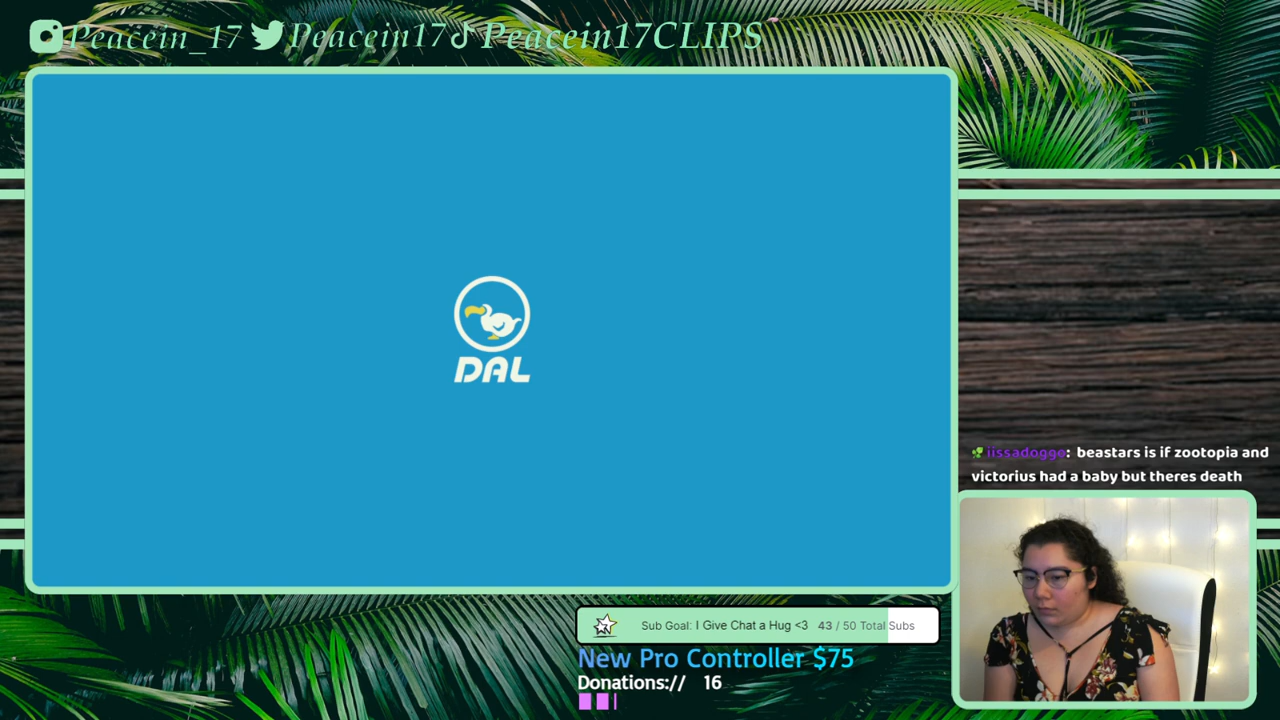 Peacein_17 Peacein17 Peacein17CLIPS
DAL
iissadoggo: beastars is if zootopia and
victorius had a baby but theres death
Sub Goal: I Give Chat a Hug <3 43 / 50 Total Subs
New Pro Controller $75
Donations:// 16